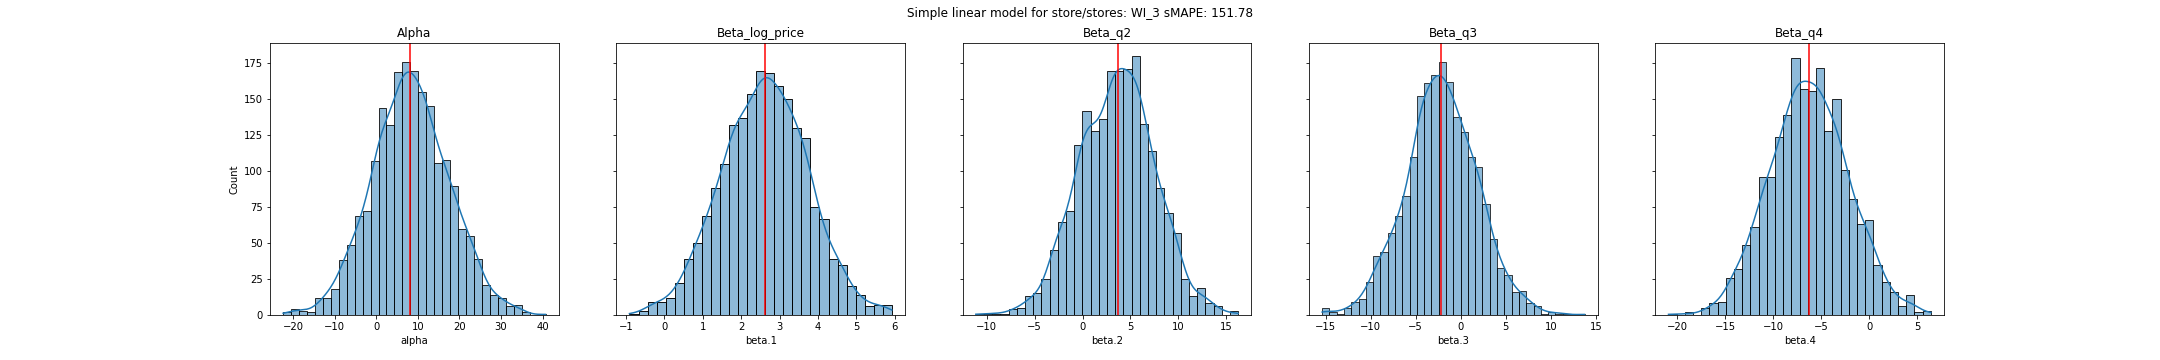 Simple linear model for store/stores: WI_3 sMAPE: 151.78
Alpha
Beta_log_price
Beta_q2
Beta_q3
Beta_q4
175
150
125
100
75
50
25
0
Count
−20 −10 0 10 20 30 40
−1 0 1 2 3 4 5 6
−10 −5 0 5 10 15
−15 −10 −5 0 5 10 15
−20 −15 −10 −5 0 5
alpha
beta.1
beta.2
beta.3
beta.4